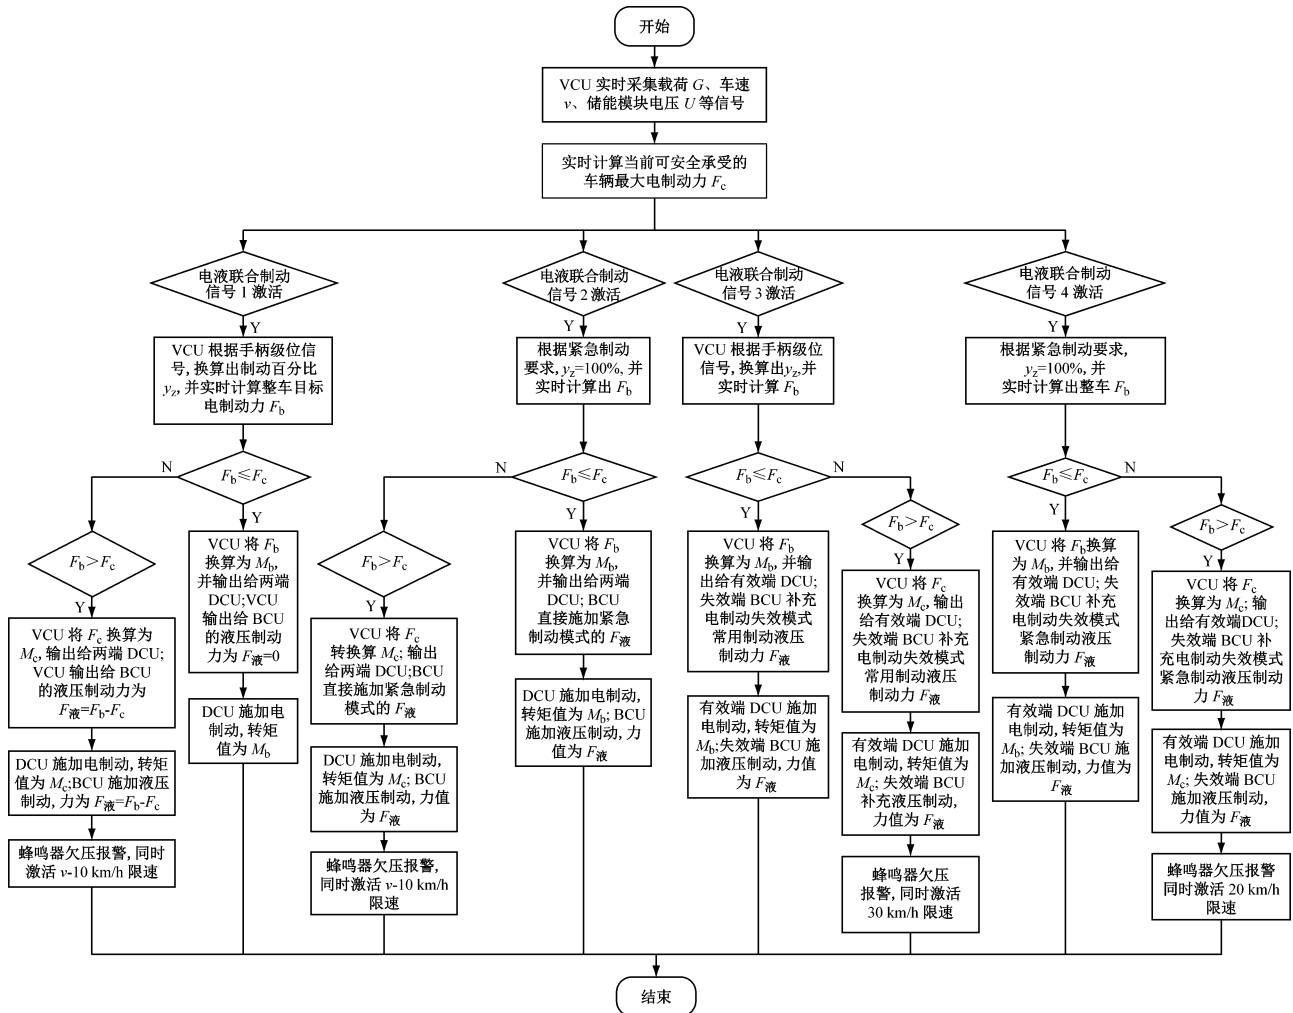 开始
VCU 实时采集载荷 G、车速
v、储能模块电压 U 等信号
实时计算当前可安全承受的
车辆最大电制动力 Fc
电液联合制动
信号 1 激活
电液联合制动
信号 2 激活
电液联合制动
信号 3 激活
电液联合制动
信号 4 激活
Y
Y
Y
Y
VCU 根据手柄级位信
号, 换算出制动百分比
yz, 并实时计算整车目标
电制动力 Fb
根据紧急制动
要求, yz=100%, 并
实时计算出 Fb
VCU 根据手柄级位
信号, 换算出yz,并
实时计算 Fb
根据紧急制动要求,
yz=100%, 并
实时计算出整车 Fb
N
Fb≤Fc
N
Fb≤Fc
Fb≤Fc
N
Fb≤Fc
N
Y
Y
Y
Y
Fb>Fc
Fb>Fc
Fb>Fc
Fb>Fc
Y
Y
Y
Y
VCU 将 Fc 换算为
Mc, 输出给两端 DCU;
VCU 输出给 BCU
的液压制动力为
F液=Fb-Fc
DCU 施加电制动, 转矩
值为 Mc;BCU 施加液压
制动, 力为 F液=Fb-Fc
蜂鸣器欠压报警, 同时
激活 v-10 km/h 限速
VCU 将 Fb
换算为 Mb,
并输出给两端
DCU;VCU
输出给 BCU
的液压制动
力为 F液=0
DCU 施加电
制动, 转矩
值为 Mb
VCU 将 Fc
转换算 Mc; 输出
给两端 DCU;BCU
直接施加紧急制动
模式的 F液
DCU 施加电制动,
转矩值为 Mc; BCU
施加液压制动, 力值
为 F液
蜂鸣器欠压报警,
同时激活 v-10 km/h
限速
VCU 将 Fb
换算为 Mb,
并输出给两端
DCU; BCU
直接施加紧急
制动模式的 F液
DCU 施加电制动,
转矩值为 Mb; BCU
施加液压制动, 力
值为 F液
VCU 将 Fb
换算为 Mb, 并输
出给有效端 DCU;
失效端 BCU 补充
电制动失效模式
常用制动液压
制动力 F液
有效端 DCU 施加
电制动, 转矩值为
Mb;失效端 BCU 施
加液压制动, 力值
为 F液
VCU 将 Fc
换算为 Mc, 输出
给有效端 DCU;
失效端 BCU 补充
电制动失效模式
常用制动液压
制动力 F液
有效端 DCU 施加
电制动, 转矩值为
Mc; 失效端 BCU
补充液压制动,
力值为 F液
蜂鸣器欠压
报警, 同时激活
30 km/h 限速
VCU 将 Fb换算
为 Mb, 并输出给
有效端 DCU; 失
效端 BCU 补充
电制动失效模式
紧急制动液压
制动力 F液
有效端 DCU 施加
电制动, 转矩值为
Mb; 失效端 BCU 施
加液压制动, 力值为
F液
VCU 将 Fc
换算为 Mc; 输
出给有效端DCU;
失效端 BCU 补
充电制动失效模式
紧急制动液压制动
力 F液
有效端 DCU 施加
电制动, 转矩值为
Mc; 失效端 BCU
施加液压制动,
力值为 F液
蜂鸣器欠压报警
同时激活 20 km/h
限速
结束